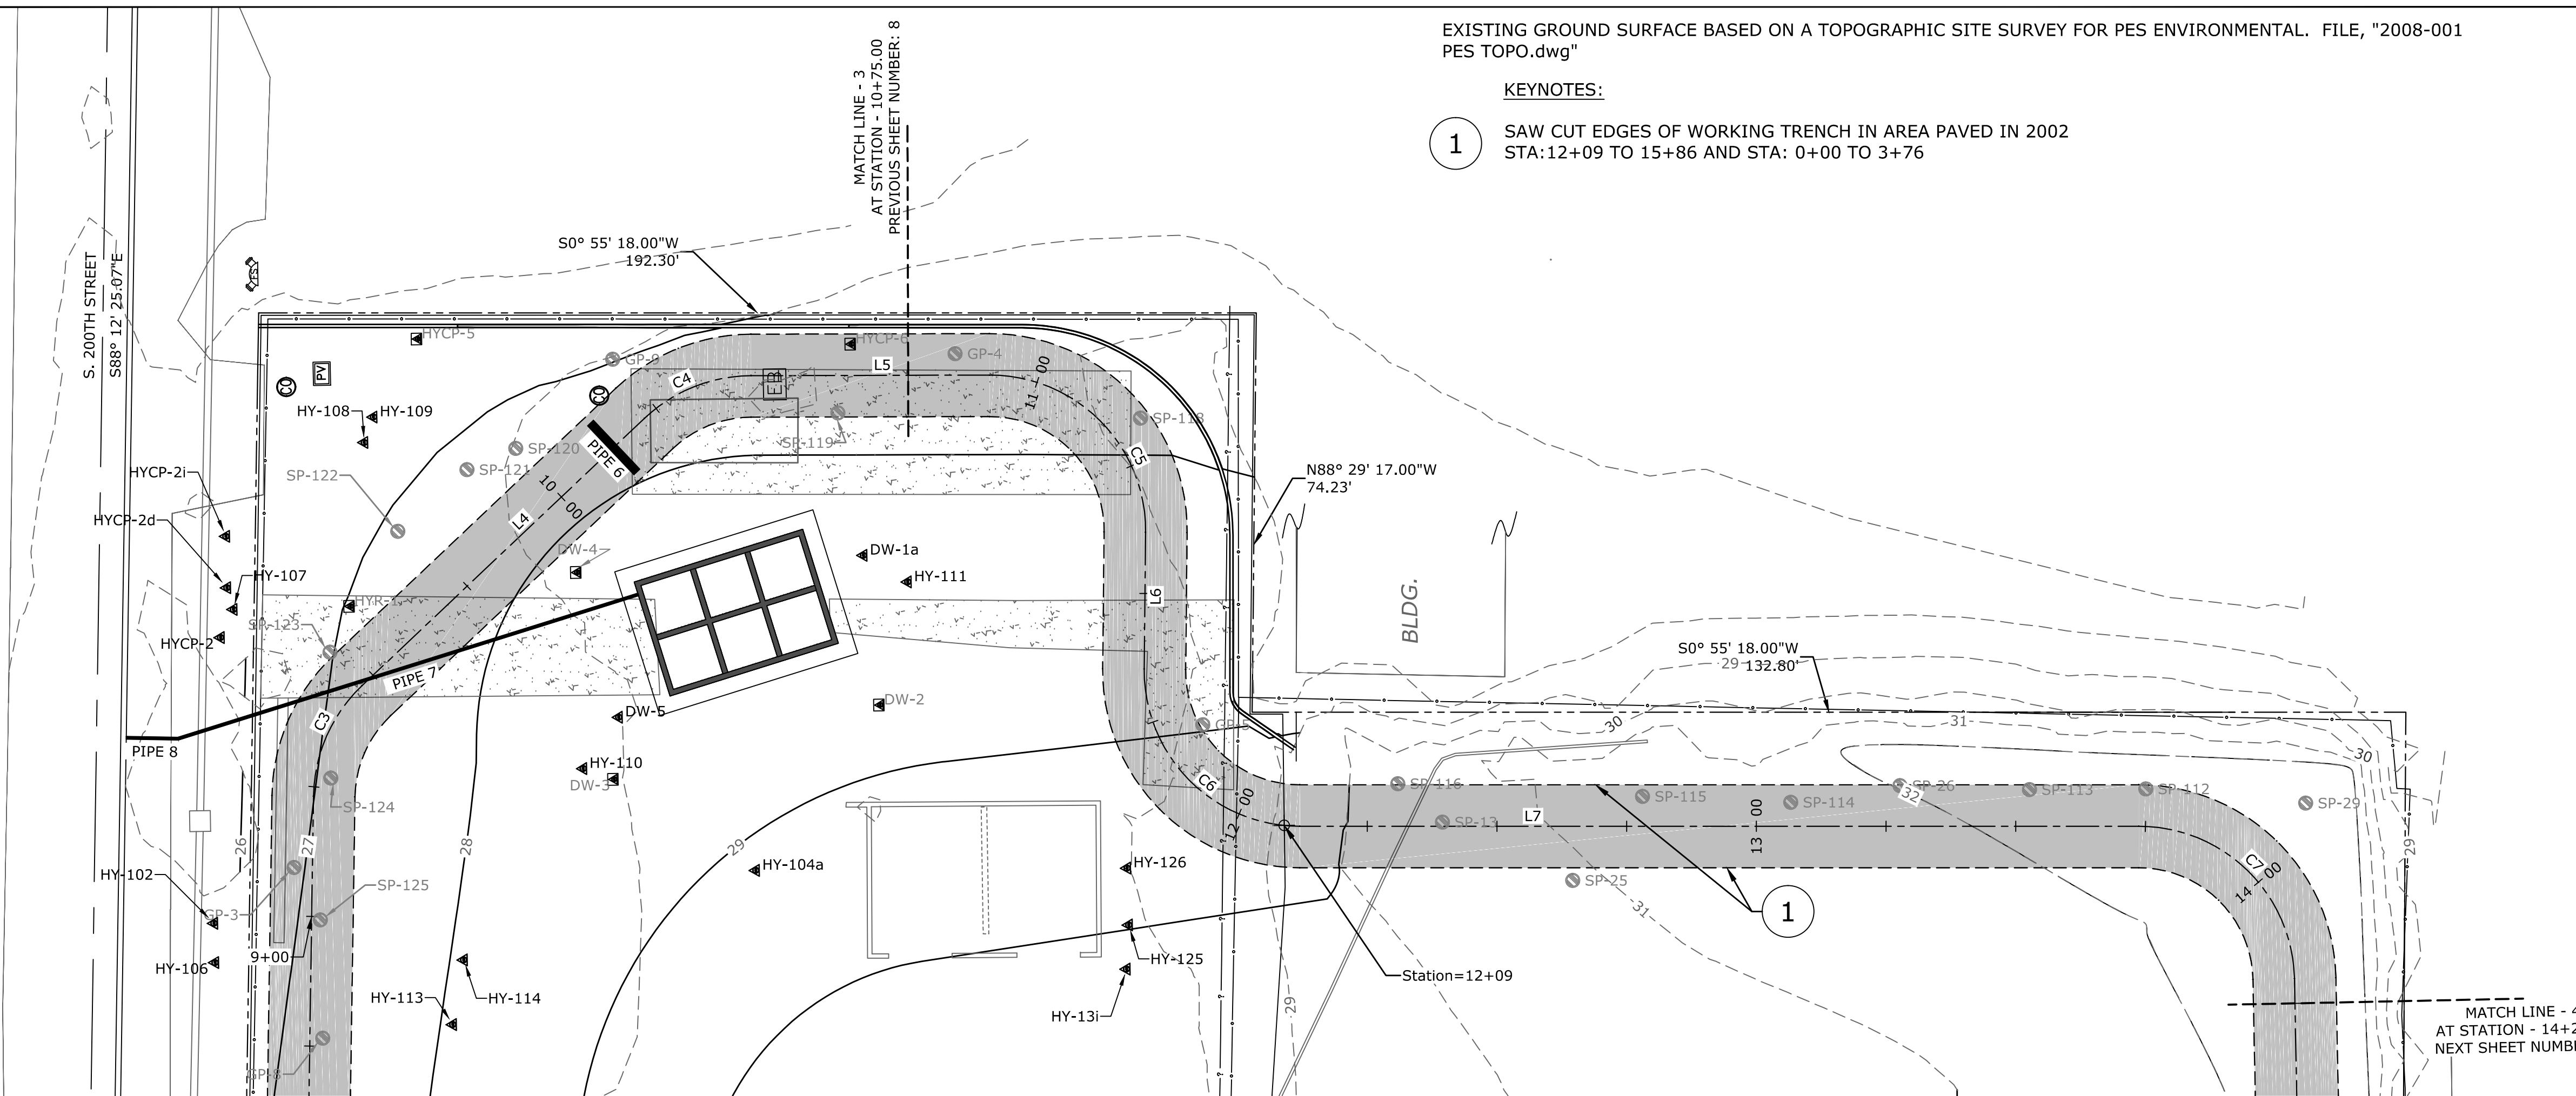 EXISTING GROUND SURFACE BASED ON A TOPOGRAPHIC SITE SURVEY FOR PES ENVIRONMENTAL. FILE, "2008-001
PES TOPO.dwg"
KEYNOTES:
1
SAW CUT EDGES OF WORKING TRENCH IN AREA PAVED IN 2002
STA:12+09 TO 15+86 AND STA: 0+00 TO 3+76
MATCH LINE - 3
AT STATION - 10+75.00
PREVIOUS SHEET NUMBER: 8
S. 200TH STREET
S88° 12' 25.07"E
S0° 55' 18.00"W
192.30'
HYCP-5
HYCP-6
GP-9
GP-4
L5
C4
EB
11+00
PV
CO
CO
HY-108
HY-109
SP-118
SP-119
SP-120
SP-121
SP-122
PIPE 6
C5
N88° 29' 17.00"W
74.23'
HYCP-2i
10+00
L4
HYCP-2d
DW-4
DW-1a
HY-111
HY-107
HYR-1
L6
BLDG.
SP-123
HYCP-2
S0° 55' 18.00"W
29
132.80'
PIPE 7
DW-2
C3
DW-5
GP-5
30
31
PIPE 8
30
HY-110
DW-3
C6
SP-116
SP-115
SP-114
SP-26
32
SP-113
SP-112
SP-29
SP-124
12+00
SP-13
L7
13+00
26
27
28
29
29
HY-102
HY-104a
HY-126
C7
14+00
SP-125
SP-25
GP-3
31
1
9+00
HY-106
HY-125
Station=12+09
HY-113
HY-114
29
HY-13i
GP-8
MATCH LINE - 4
AT STATION - 14+2
NEXT SHEET NUMB